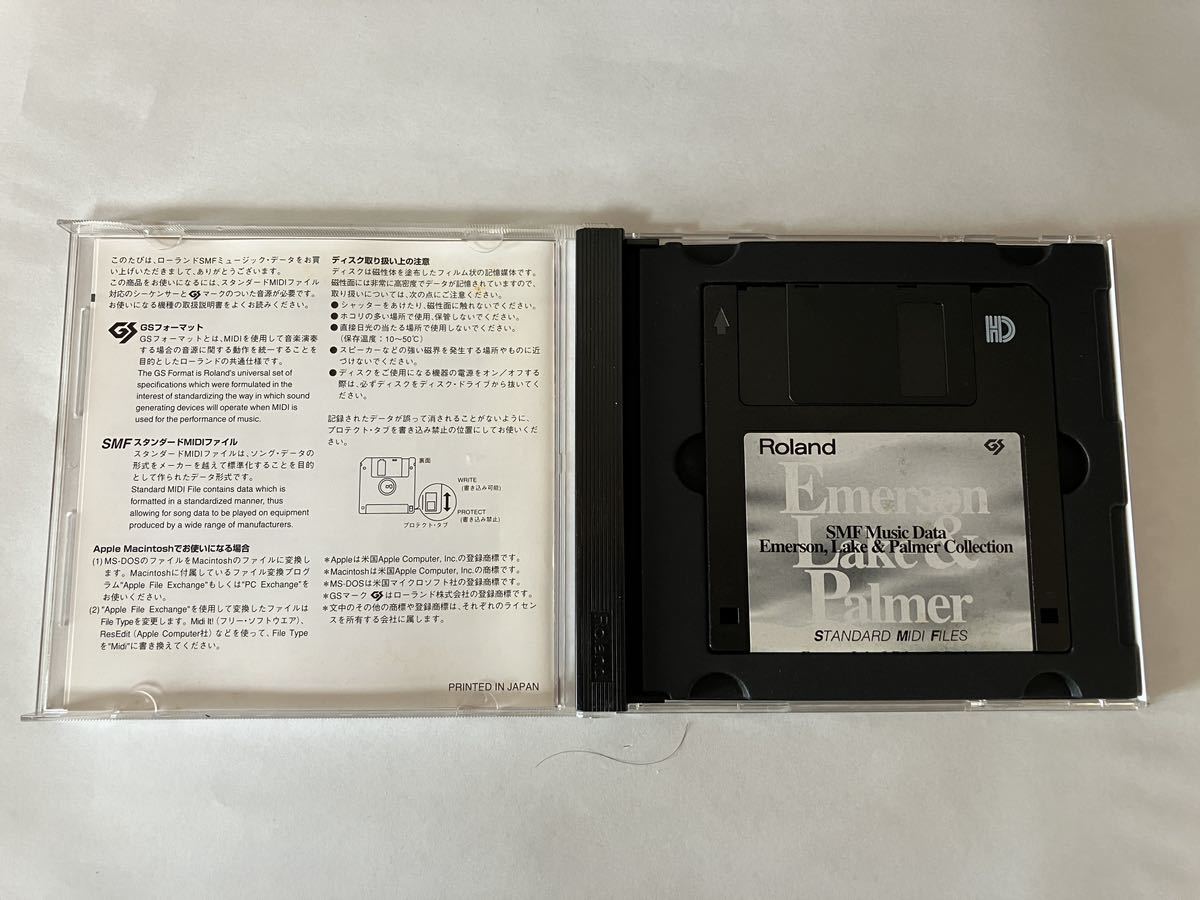 このたびは、ローランドSMFミュージック・データをお買
い上げいただきまして、ありがとうございます。
この商品をお使いになるには、スタンダードMIDIファイル
対応のシーケンサーとGSマークのついた音源が必要です。
お使いになる機種の取扱説明書をよくお読みください。
GS GSフォーマット
GSフォーマットとは、MIDIを使用して音楽演奏
する場合の音源に関する動作を統一することを
目的としたローランドの共通仕様です。
The GS Format is Roland's universal set of
specifications which were formulated in the
interest of standardizing the way in which sound
generating devices will operate when MIDI is
used for the performance of music.
SMF スタンダードMIDIファイル
スタンダードMIDIファイルは、ソング・データの
形式をメーカーを越えて標準化することを目的
として作られたデータ形式です。
Standard MIDI File contains data which is
formatted in a standardized manner, thus
allowing for song data to be played on equipment
produced by a wide range of manufacturers.
Apple Macintoshでお使いになる場合
(1) MS-DOSのファイルをMacintoshのファイルに変換し
ます。Macintoshに付属しているファイル変換プログ
ラム"Apple File Exchange"もしくは"PC Exchange"を
お使いください。
(2) "Apple File Exchange"を使用して変換したファイルは
File Typeを変更します。Midi It!(フリー・ソフトウエア)、
ResEdit(Apple Computer社)などを使って、File Type
を"Midi"に書き換えてください。
ディスク取り扱い上の注意
ディスクは磁性体を塗布したフィルム状の記憶媒体です。
磁性面には非常に高密度でデータが記憶されていますので、
取り扱いについては、次の点にご注意ください。
●シャッターをあけたり、磁性面に触れないでください。
●ホコリの多い場所で使用、保管しないでください。
●直接日光の当たる場所で使用しないでください。
(保存温度:10〜50℃)
●スピーカーなどの強い磁界を発生する場所やものに近
づけないでください。
●ディスクをご使用になる機器の電源をオン/オフする
際は、必ずディスクをディスク・ドライブから抜いてく
ださい。
記録されたデータが誤って消されることがないように、
プロテクト・タブを書き込み禁止の位置にしてお使いくだ
さい。
裏面
WRITE
(書き込み可能)
PROTECT
(書き込み禁止)
プロテクト・タブ
*Appleは米国Apple Computer, Inc.の登録商標です。
*Macintoshは米国Apple Computer, Inc.の商標です。
*MS-DOSは米国マイクロソフト社の登録商標です。
*GSマークGSはローランド株式会社の登録商標です。
*文中のその他の商標や登録商標は、それぞれのライセン
スを所有する会社に属します。
PRINTED IN JAPAN
Roland
HD
Roland GS
Emerson
Lake &
Palmer
SMF Music Data
Emerson, Lake & Palmer Collection
STANDARD MIDI FILES